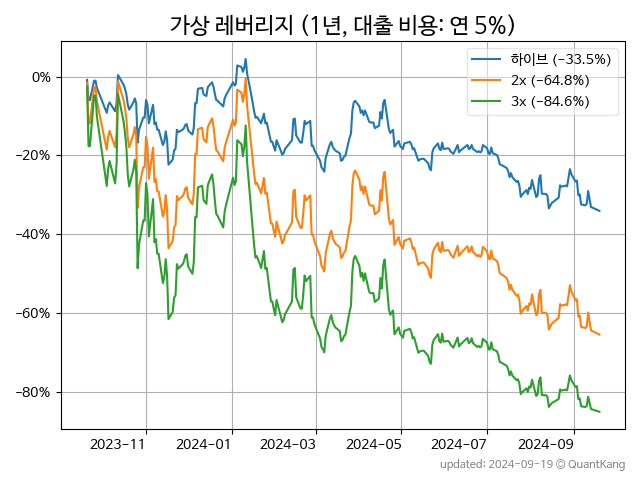 가상 레버리지 (1년, 대출 비용: 연 5%)
하이브 (−33.5%)
2x (−64.8%)
3x (−84.6%)
0%
−20%
−40%
−60%
−80%
2023−11 2024−01 2024−03 2024−05 2024−07 2024−09
updated: 2024−09−19 © QuantKang